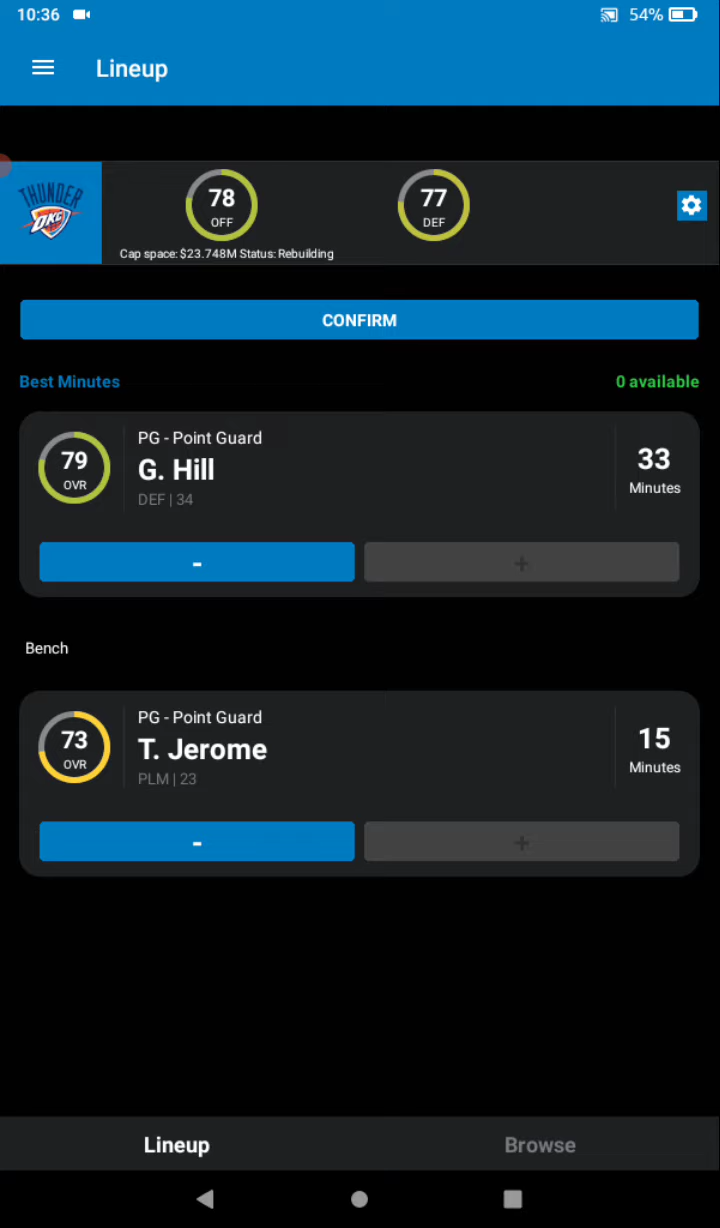 10:36 54%
Lineup
THUNDER
OKC
78
OFF
77
DEF
Cap space: $23.748M Status: Rebuilding
CONFIRM
Best Minutes 0 available
PG - Point Guard
79
OVR
G. Hill
DEF | 34
33
Minutes
- +
Bench
PG - Point Guard
73
OVR
T. Jerome
PLM | 23
15
Minutes
- +
Lineup Browse